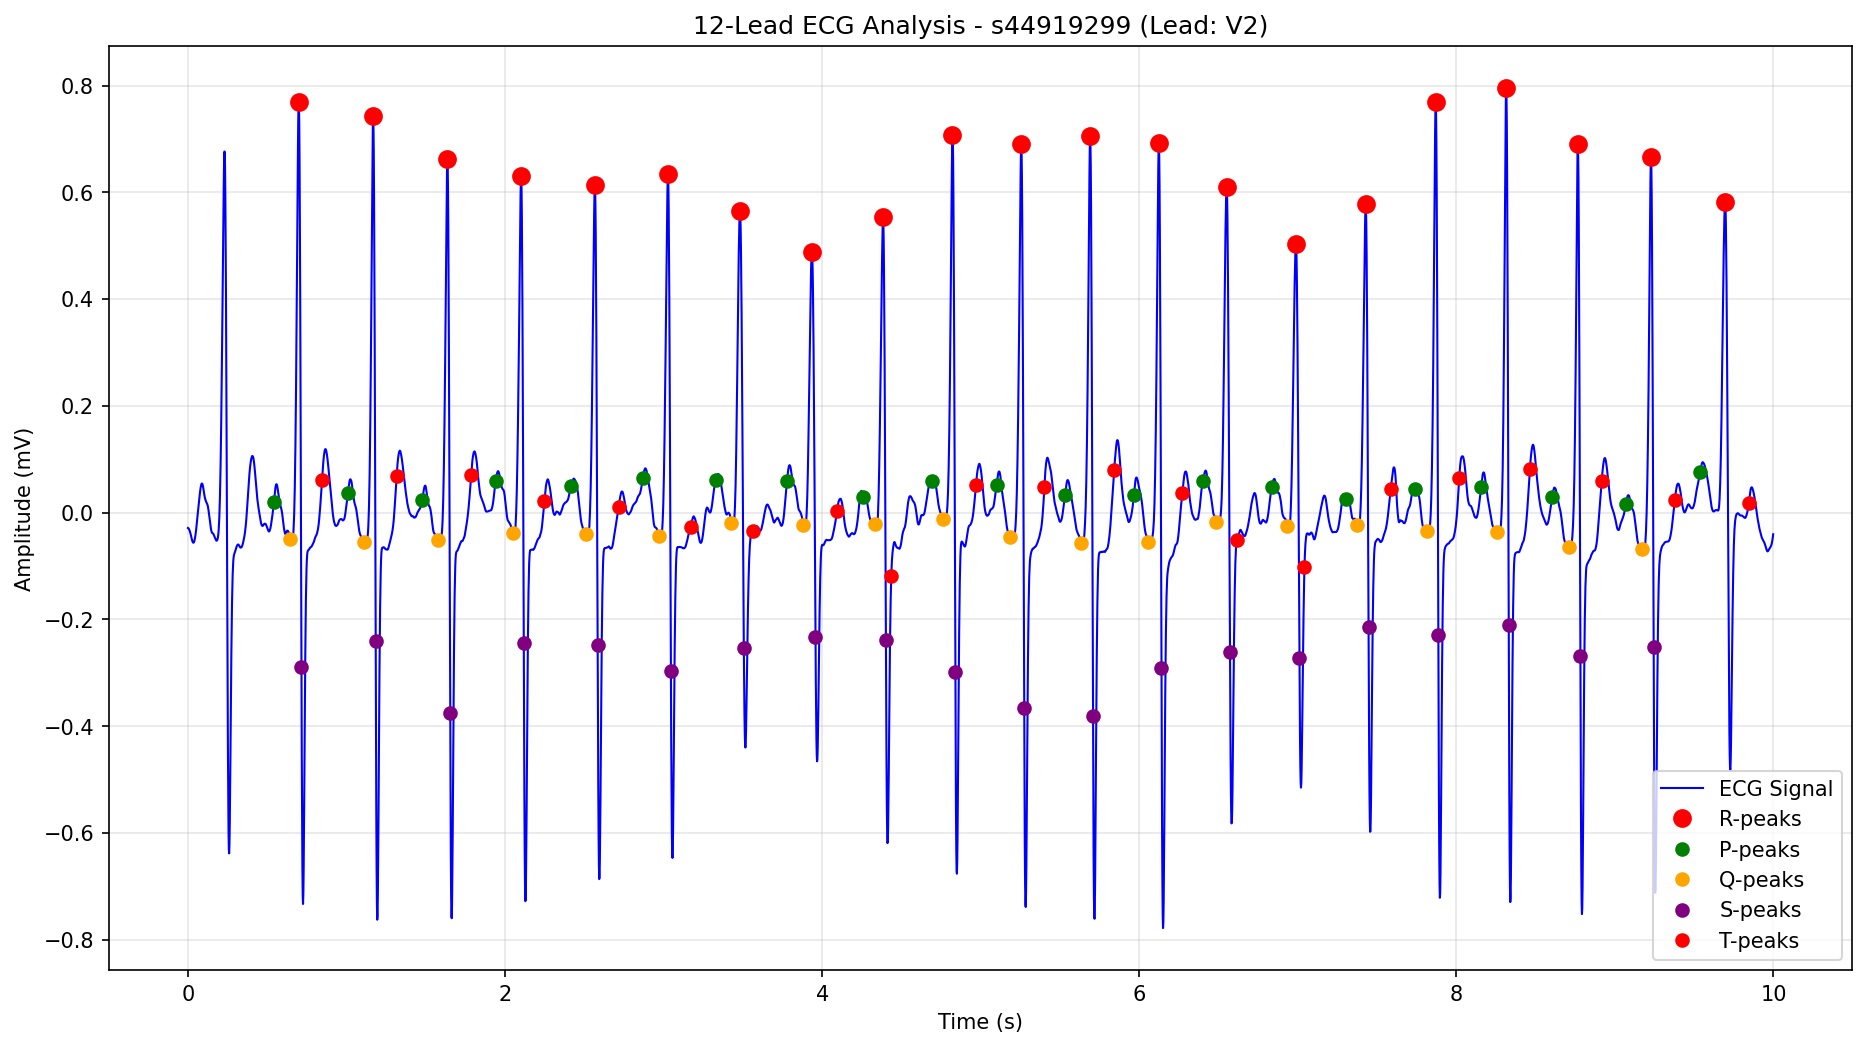 12-Lead ECG Analysis - s44919299 (Lead: V2)
Amplitude (mV)
0.8
0.6
0.4
0.2
0.0
−0.2
−0.4
−0.6
−0.8
0 2 4 6 8 10
Time (s)
ECG Signal
R-peaks
P-peaks
Q-peaks
S-peaks
T-peaks